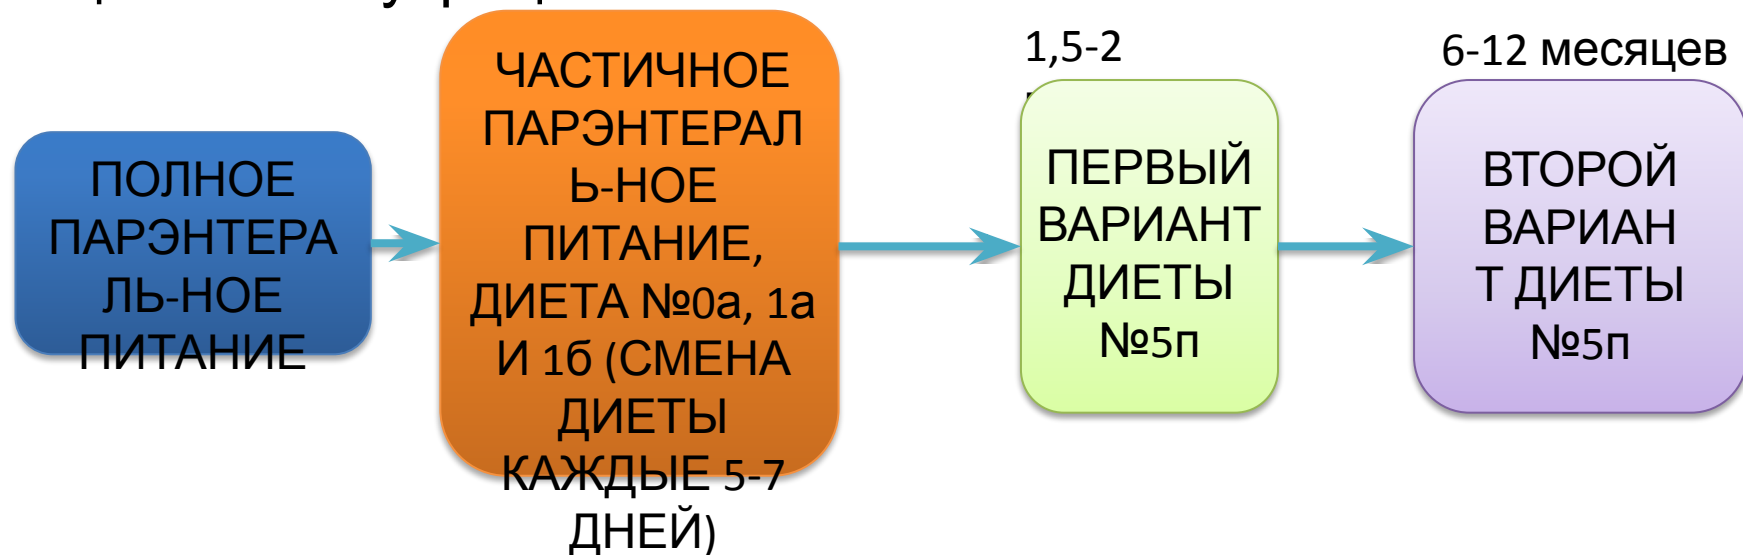 ПОЛНОЕ
ПАРЭНТЕРА
ЛЬ-НОЕ
ПИТАНИЕ
ЧАСТИЧНОЕ
ПАРЭНТЕРАЛ
Ь-НОЕ
ПИТАНИЕ,
ДИЕТА №0а, 1а
И 1б (СМЕНА
ДИЕТЫ
КАЖДЫЕ 5-7
ДНЕЙ)
1,5-2
ПЕРВЫЙ
ВАРИАНТ
ДИЕТЫ
№5п
6-12 месяцев
ВТОРОЙ
ВАРИАН
Т ДИЕТЫ
№5п